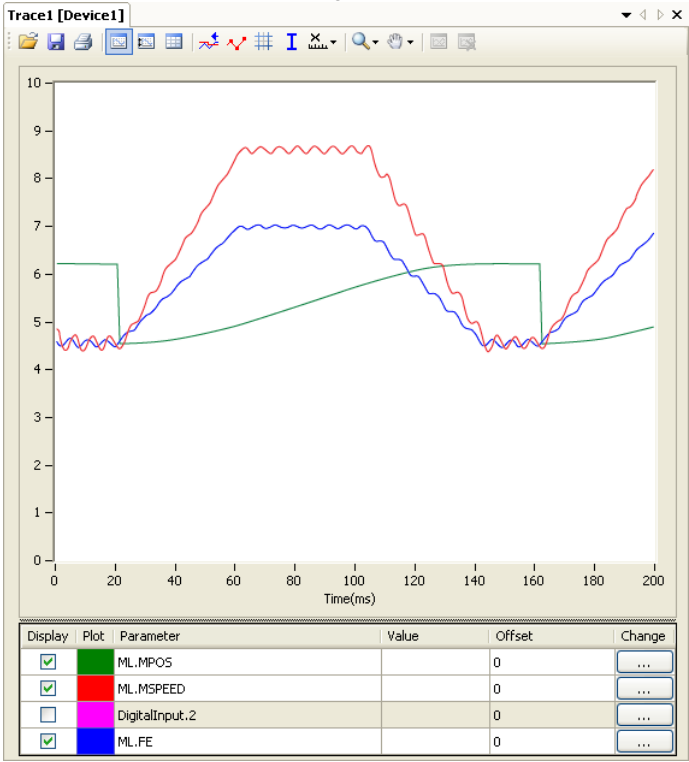 Trace1 [Device1]
10
9
8
7
6
5
4
3
2
1
0
0 20 40 60 80 100 120 140 160 180 200
Time(ms)
Display Plot Parameter Value Offset Change
ML.MPOS 0 ...
ML.MSPEED 0 ...
DigitalInput.2 0 ...
ML.FE 0 ...